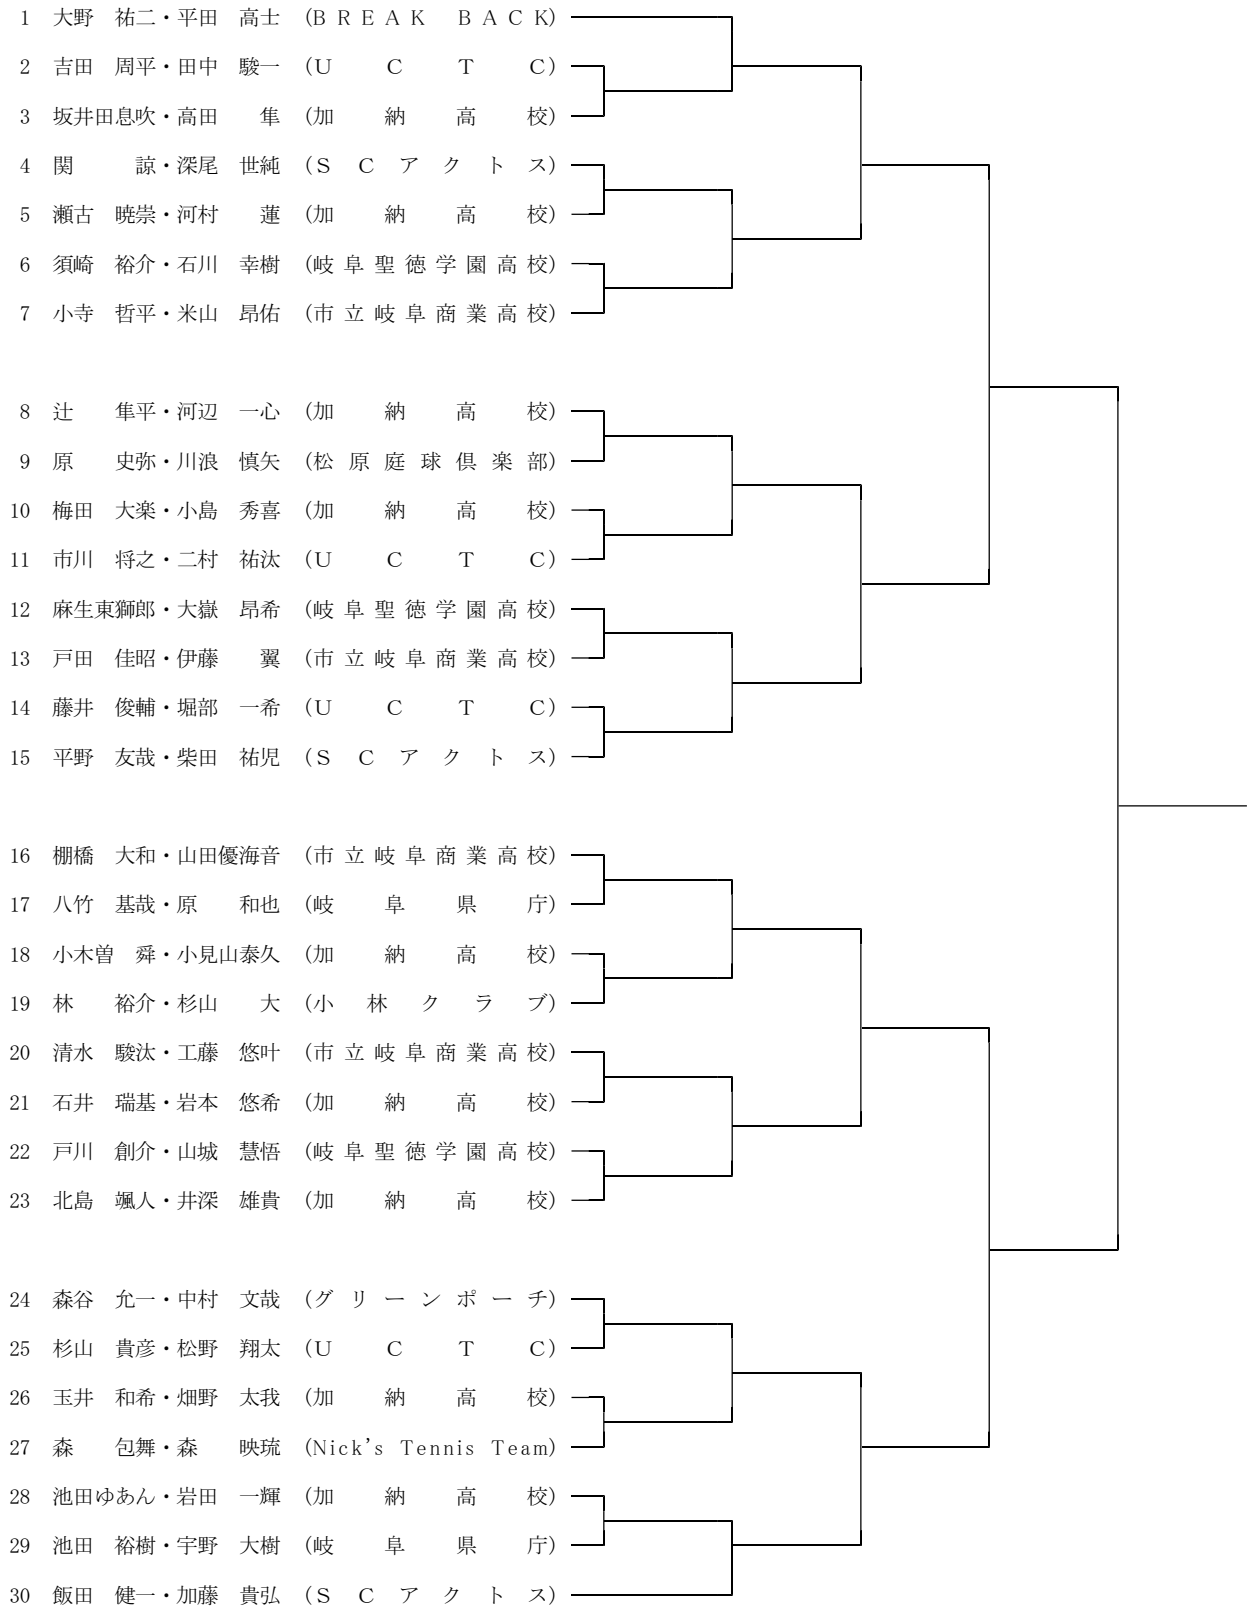 1 大野 祐二・平田 高士 (BREAK BACK)
2 吉田 周平・田中 駿一 (UCTC)
3 坂井田息吹・高田 隼 (加納高校)
4 関 諒・深尾 世純 (SCアクトス)
5 瀬古 暁崇・河村 蓮 (加納高校)
6 須崎 裕介・石川 幸樹 (岐阜聖徳学園高校)
7 小寺 哲平・米山 昂佑 (市立岐阜商業高校)
8 辻 隼平・河辺 一心 (加納高校)
9 原 史弥・川浪 慎矢 (松原庭球倶楽部)
10 梅田 大楽・小島 秀喜 (加納高校)
11 市川 将之・二村 祐汰 (UCTC)
12 麻生東獅郎・大嶽 昂希 (岐阜聖徳学園高校)
13 戸田 佳昭・伊藤 翼 (市立岐阜商業高校)
14 藤井 俊輔・堀部 一希 (UCTC)
15 平野 友哉・柴田 祐児 (SCアクトス)
16 棚橋 大和・山田優海音 (市立岐阜商業高校)
17 八竹 基哉・原 和也 (岐阜県庁)
18 小木曽 舜・小見山泰久 (加納高校)
19 林 裕介・杉山 大 (小林クラブ)
20 清水 駿汰・工藤 悠叶 (市立岐阜商業高校)
21 石井 瑞基・岩本 悠希 (加納高校)
22 戸川 創介・山城 慧悟 (岐阜聖徳学園高校)
23 北島 颯人・井深 雄貴 (加納高校)
24 森谷 允一・中村 文哉 (グリーンポーチ)
25 杉山 貴彦・松野 翔太 (UCTC)
26 玉井 和希・畑野 太我 (加納高校)
27 森 包舞・森 映琉 (Nick's Tennis Team)
28 池田ゆあん・岩田 一輝 (加納高校)
29 池田 裕樹・宇野 大樹 (岐阜県庁)
30 飯田 健一・加藤 貴弘 (SCアクトス)